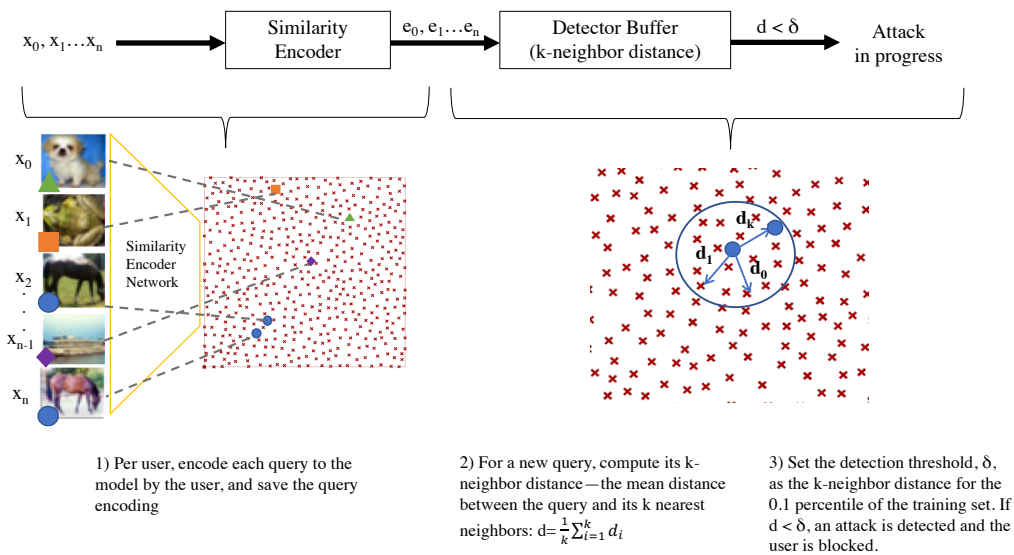 x₀, x₁…xₙ
Similarity
Encoder
e₀, e₁…eₙ
Detector Buffer
(k-neighbor distance)
d < δ
Attack
in progress
x₀
x₁
x₂
.
.
.
xₙ₋₁
xₙ
Similarity
Encoder
Network
dₖ
d₁
d₀
1) Per user, encode each query to the
model by the user, and save the query
encoding
2) For a new query, compute its k-
neighbor distance—the mean distance
between the query and its k nearest
neighbors: d=1/k ∑ᵢ₌₁ᵏ dᵢ
3) Set the detection threshold, δ,
as the k-neighbor distance for the
0.1 percentile of the training set. If
d < δ, an attack is detected and the
user is blocked.